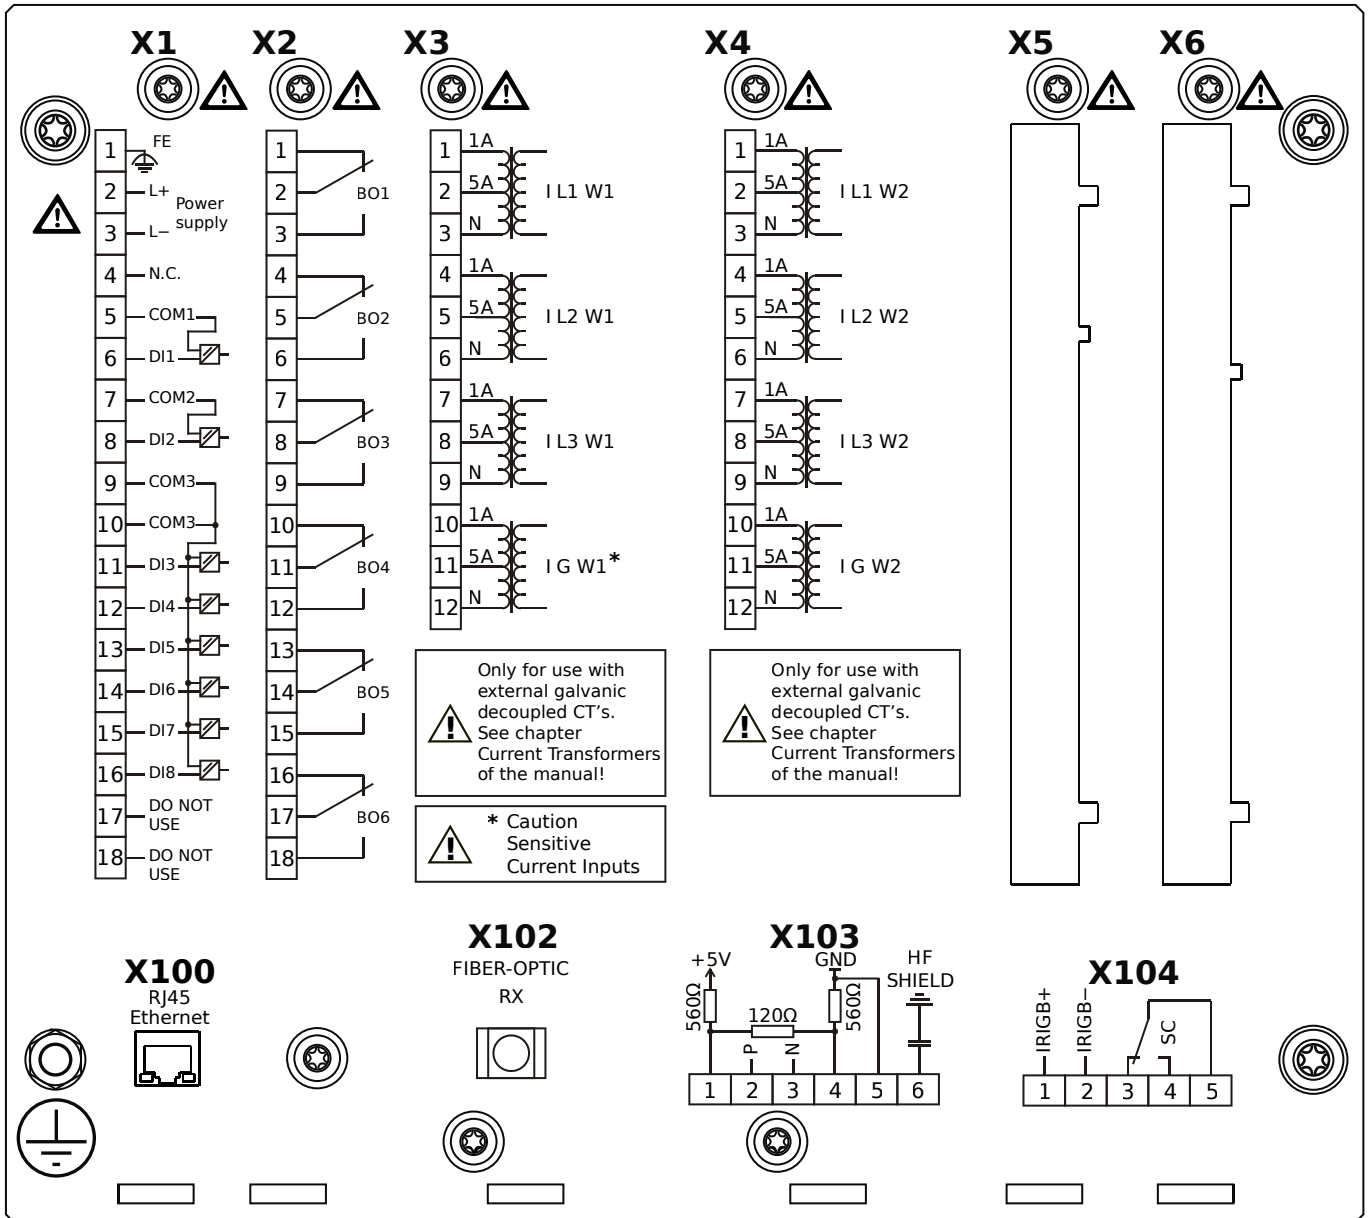 X1 X2 X3 X4 X5 X6
1 FE
2 L+
Power
supply
3 L−
4 N.C.
5 COM1
6 DI1
7 COM2
8 DI2
9 COM3
10 COM3
11 DI3
12 DI4
13 DI5
14 DI6
15 DI7
16 DI8
17 DO NOT
USE
18 DO NOT
USE
1
2 BO1
3
4
5 BO2
6
7
8 BO3
9
10
11 BO4
12
13
14 BO5
15
16
17 BO6
18
1 1A
2 5A I L1 W1
3 N
4 1A
5 5A I L2 W1
6 N
7 1A
8 5A I L3 W1
9 N
10 1A
11 5A I G W1*
12 N
Only for use with
external galvanic
decoupled CT's.
See chapter
Current Transformers
of the manual!
* Caution
Sensitive
Current Inputs
1 1A
2 5A I L1 W2
3 N
4 1A
5 5A I L2 W2
6 N
7 1A
8 5A I L3 W2
9 N
10 1A
11 5A I G W2
12 N
Only for use with
external galvanic
decoupled CT's.
See chapter
Current Transformers
of the manual!
X100
RJ45
Ethernet
X102
FIBER-OPTIC
RX
X103
+5V GND HF
SHIELD
560Ω 120Ω 560Ω
P N
1 2 3 4 5 6
X104
IRIGB+ IRIGB− SC
1 2 3 4 5